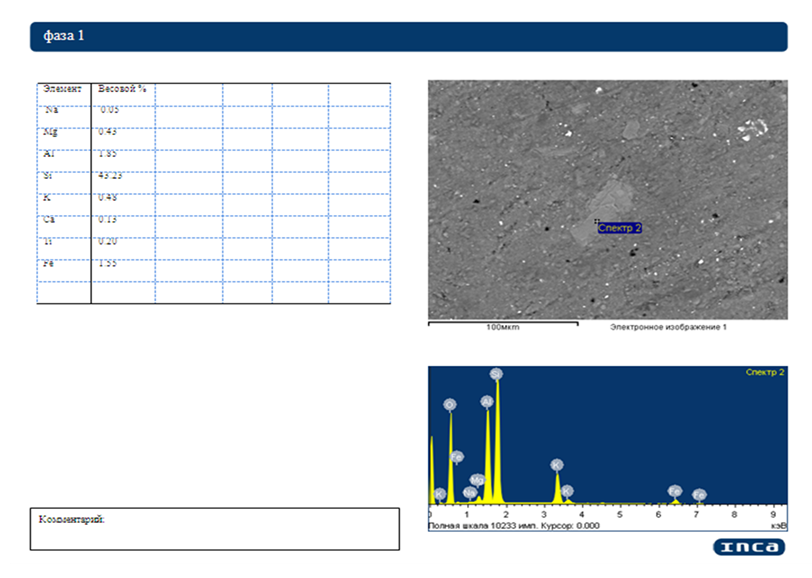 фаза 1
Элемент Весовой %
Na 0.05
Mg 0.43
Al 1.85
Si 43.23
K 0.48
Ca 0.13
Ti 0.20
Fe 1.55
Спектр 2
100мкm Электронное изображение 1
Спектр 2
Si
O Al
Fe K
Mg
K Na K Fe Fe
0 1 2 3 4 5 6 7 8 9
Полная шкала 10233 имп. Курсор: 0.000 кэВ
Комментарий:
INCA